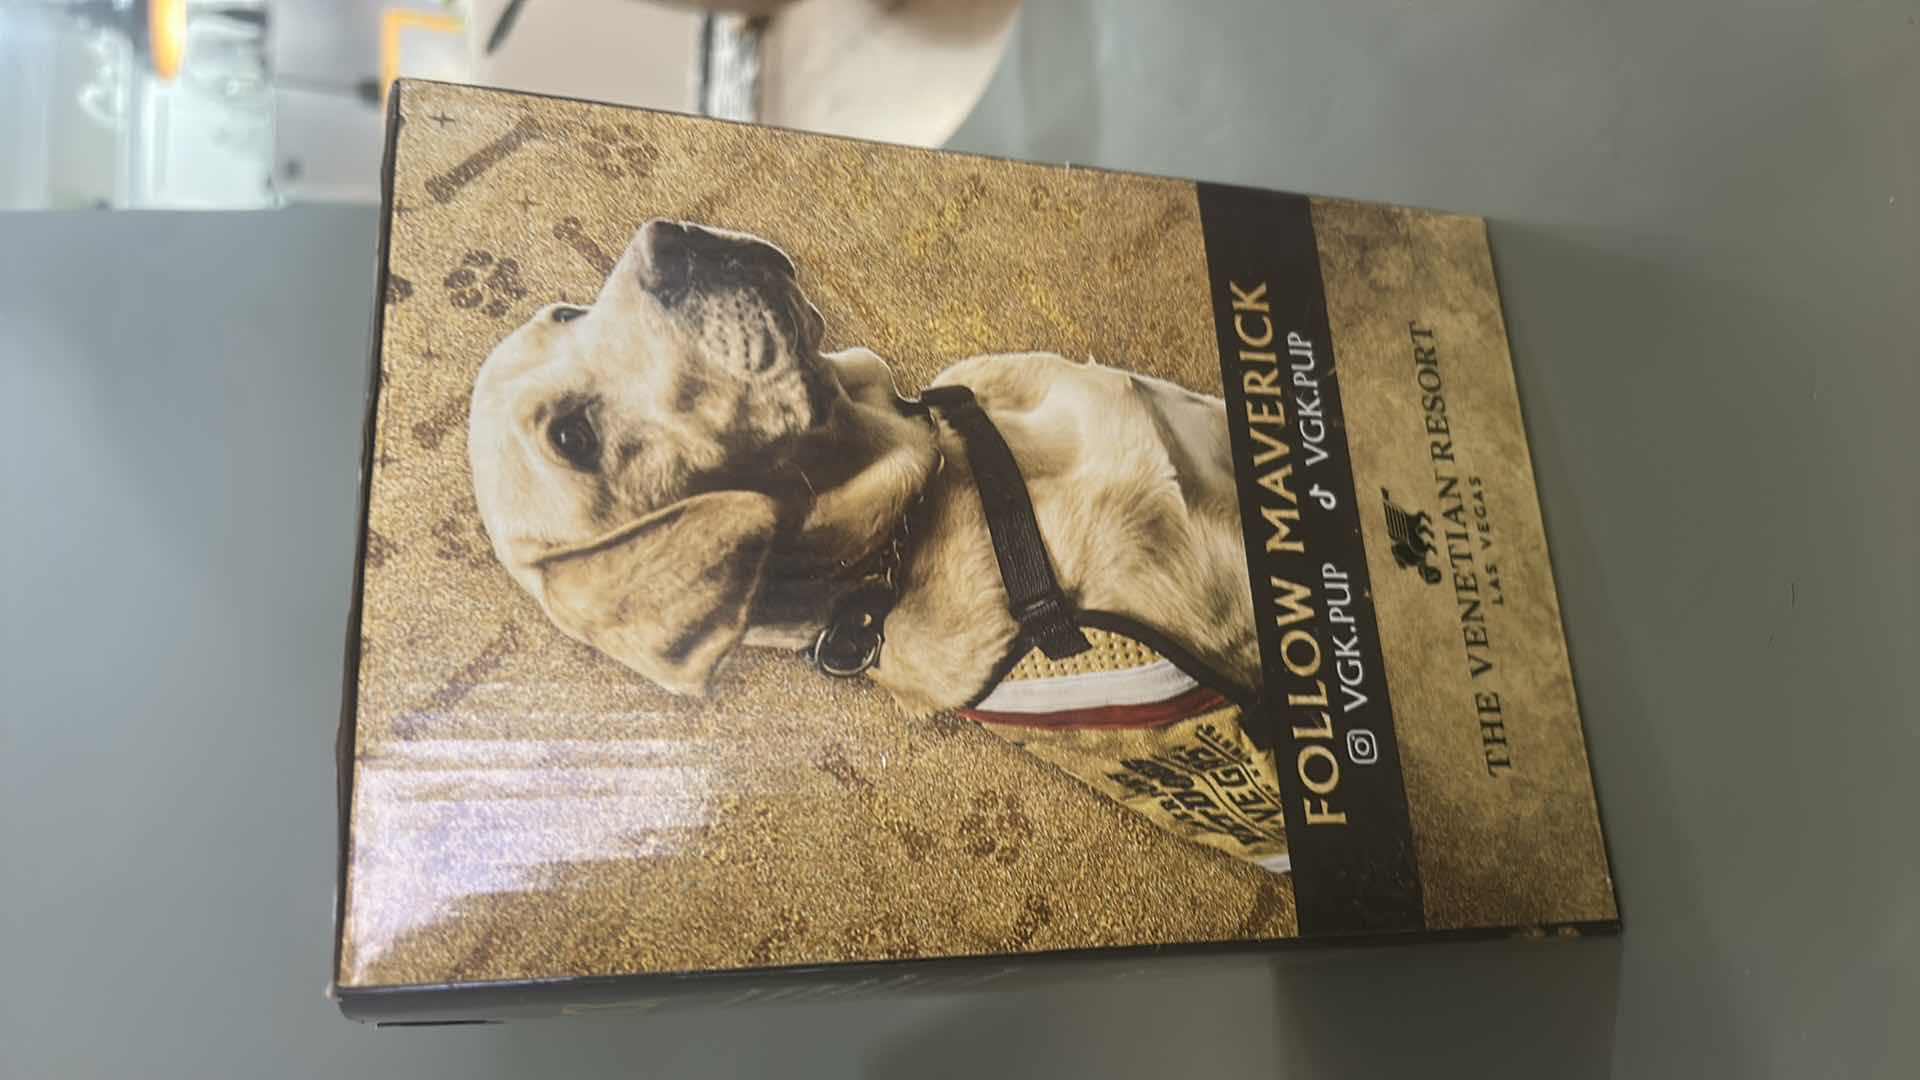 FOLLOW MAVERICK
VGK.PUP VGK.PUP
THE VENETIAN RESORT
LAS VEGAS